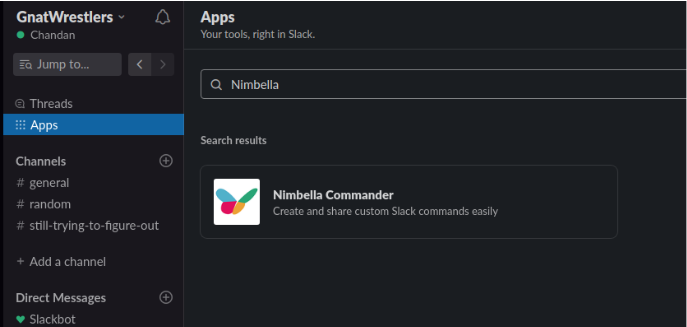 GnatWrestlers
Chandan
Jump to...
Threads
Apps
Channels
# general
# random
# still-trying-to-figure-out
+ Add a channel
Direct Messages
Slackbot
Apps
Your tools, right in Slack.
Nimbella
Search results
Nimbella Commander
Create and share custom Slack commands easily